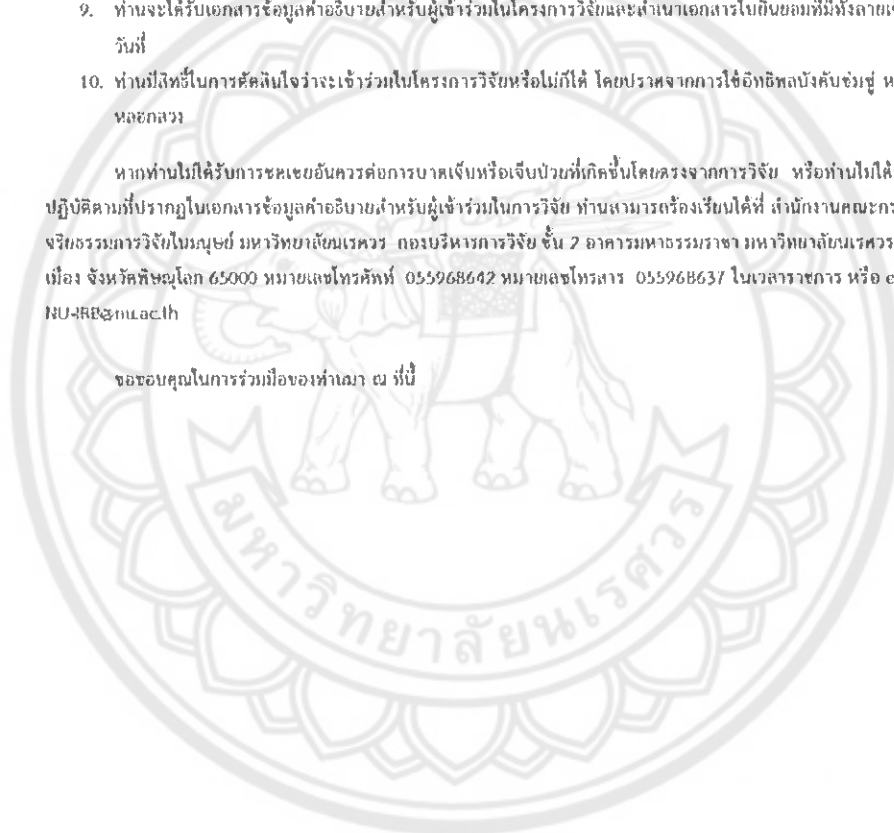 9. ท่านจะได้รับเอกสารข้อมูลคำอธิบายสำหรับผู้เข้าร่วมในโครงการวิจัยและสำเนาเอกสารใบยินยอมที่มีทั้งลายเ
วันที่
10. ท่านมีสิทธิ์ในการตัดสินใจว่าจะเข้าร่วมในโครงการวิจัยหรือไม่ก็ได้ โดยปราศจากการใช้อิทธิพลบังคับข่มขู่ ห
หลอกลวง
หากท่านไม่ได้รับการชดเชยอันควรต่อการบาดเจ็บหรือเจ็บป่วยที่เกิดขึ้นโดยตรงจากการวิจัย หรือท่านไม่ได้
ปฏิบัติตามที่ปรากฏในเอกสารข้อมูลคำอธิบายสำหรับผู้เข้าร่วมในการวิจัย ท่านสามารถร้องเรียนได้ที่ สำนักงานคณะกร
จริยธรรมการวิจัยในมนุษย์ มหาวิทยาลัยนเรศวร กองบริหารการวิจัย ชั้น 2 อาคารมหาธรรมราชา มหาวิทยาลัยนเรศวร
เมือง จังหวัดพิษณุโลก 65000 หมายเลขโทรศัพท์ 055968642 หมายเลขโทรสาร 055968637 ในเวลาราชการ หรือ e
NU-IRB@nu.ac.th
ขอขอบคุณในการร่วมมือของท่านมา ณ ที่นี้
มหาวิทยาลัยนเรศวร